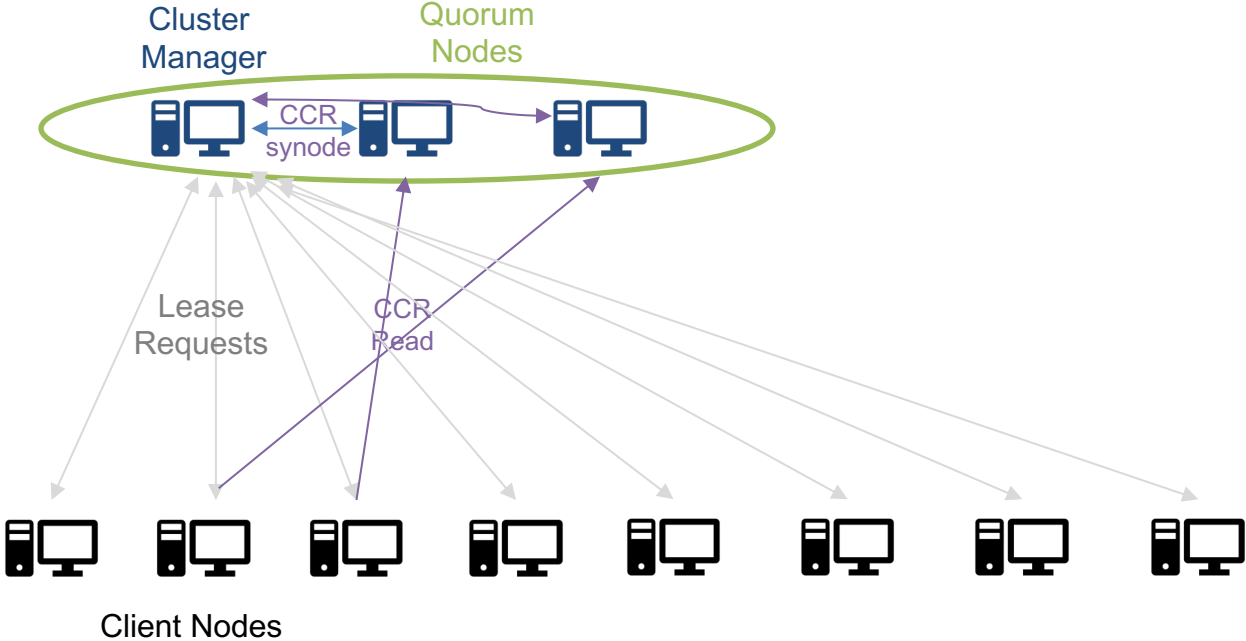 Cluster
Manager
Quorum
Nodes
CCR
synode
Lease
Requests
CCR
Read
Client Nodes